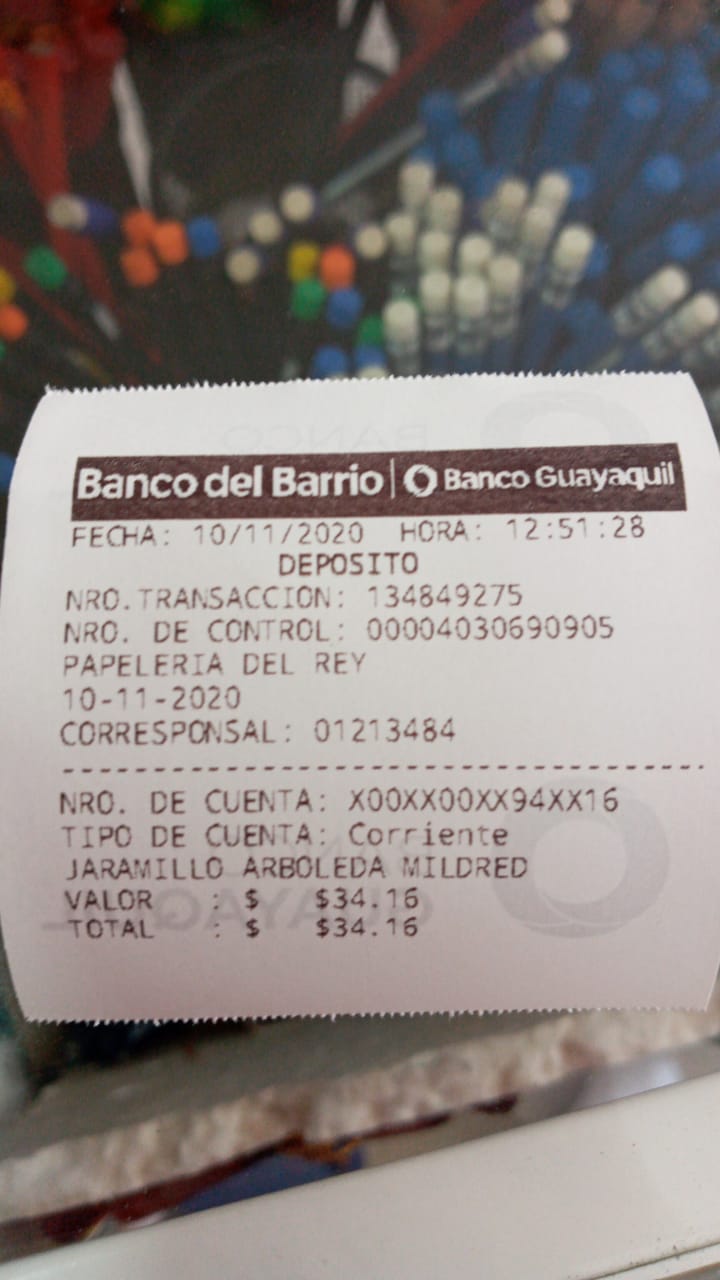 Banco del Barrio | Banco Guayaquil
FECHA: 10/11/2020 HORA: 12:51:28
DEPOSITO
NRO.TRANSACCION: 134849275
NRO. DE CONTROL: 00004030690905
PAPELERIA DEL REY
10-11-2020
CORRESPONSAL: 01213484
NRO. DE CUENTA: X00XX00XX94XX16
TIPO DE CUENTA: Corriente
JARAMILLO ARBOLEDA MILDRED
VALOR : $ $34.16
TOTAL : $ $34.16